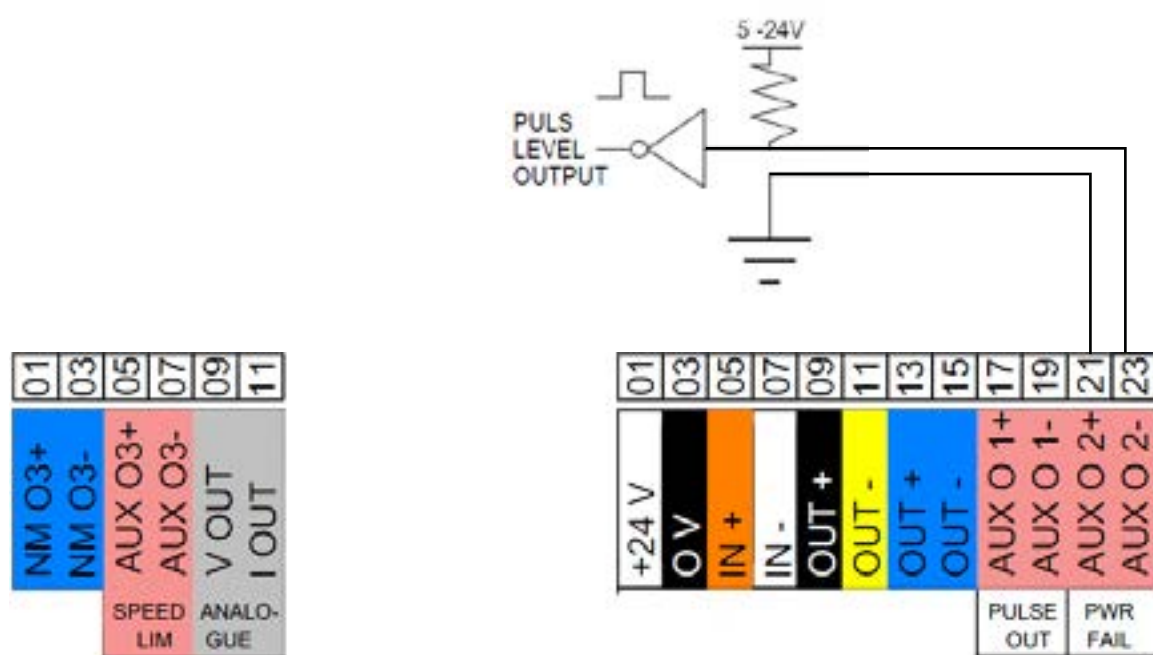 5 -24V
PULS
LEVEL
OUTPUT
01 03 05 07 09 11
NM O3+
NM O3-
AUX O3+
AUX O3-
V OUT
I OUT
SPEED
LIM
ANALO-
GUE
01 03 05 07 09 11 13 15 17 19 21 23
+24 V
O V
IN +
IN -
OUT +
OUT -
OUT +
OUT -
AUX O 1+
AUX O 1-
AUX O 2+
AUX O 2-
PULSE
OUT
PWR
FAIL